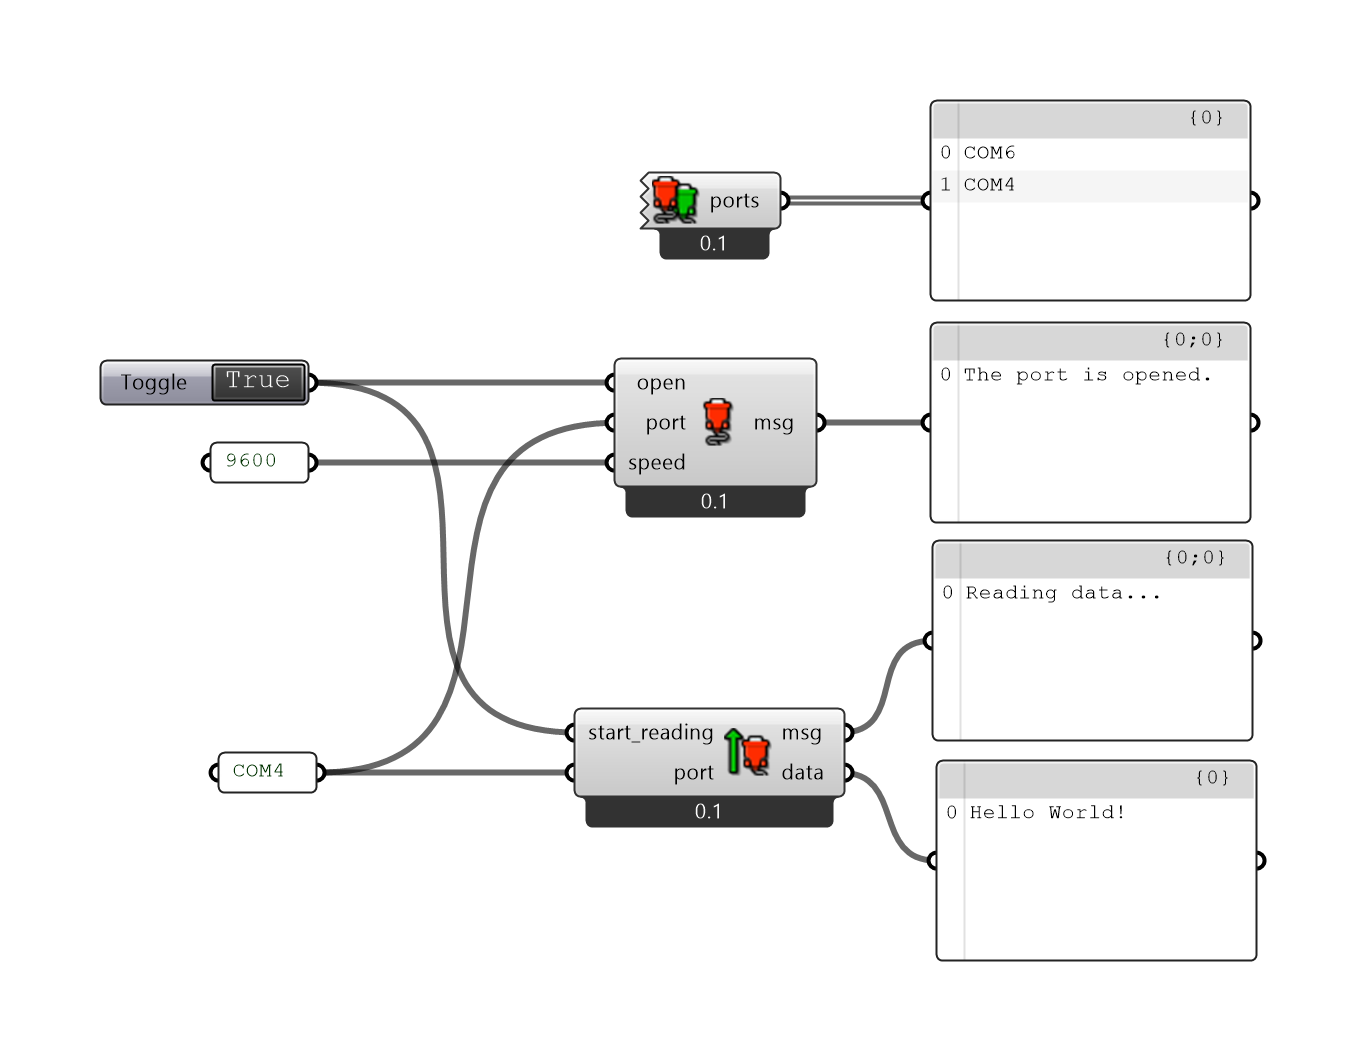 {0}
0 COM6
1 COM4
ports
0.1
{0;0}
0 The port is opened.
Toggle True
9600
open
port
speed
msg
0.1
{0;0}
0 Reading data...
COM4
start_reading
port
msg
data
0.1
{0}
0 Hello World!